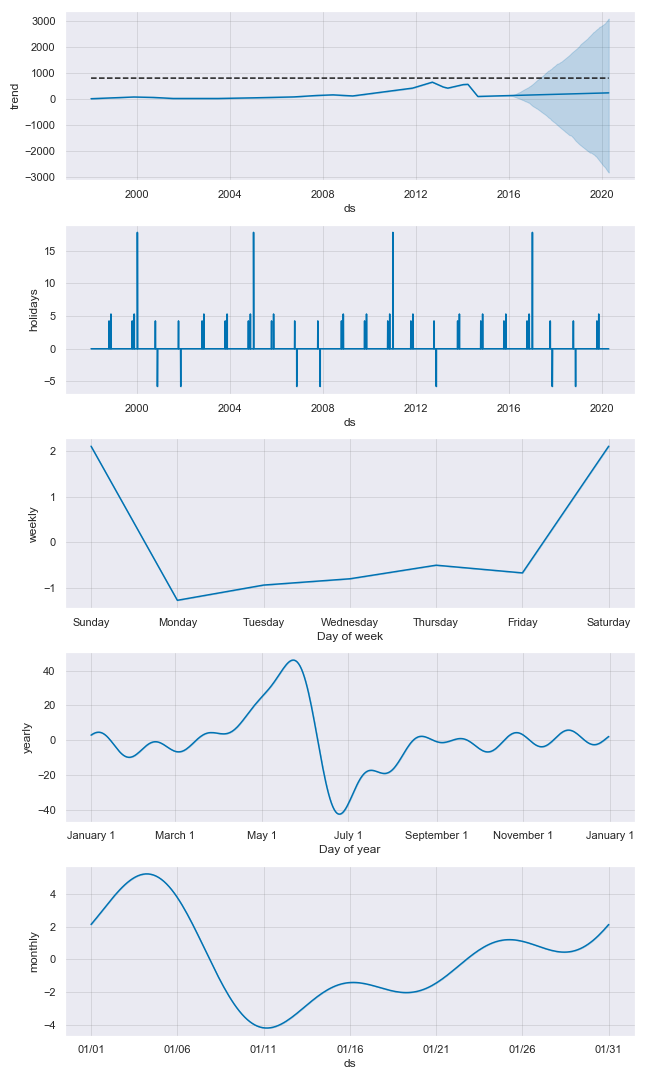 3000
2000
1000
0
−1000
−2000
−3000
trend
2000 2004 2008 2012 2016 2020
ds
15
10
5
0
−5
holidays
2000 2004 2008 2012 2016 2020
ds
2
1
0
−1
weekly
Sunday Monday Tuesday Wednesday Thursday Friday Saturday
Day of week
40
20
0
−20
−40
yearly
January 1 March 1 May 1 July 1 September 1 November 1 January 1
Day of year
4
2
0
−2
−4
monthly
01/01 01/06 01/11 01/16 01/21 01/26 01/31
ds